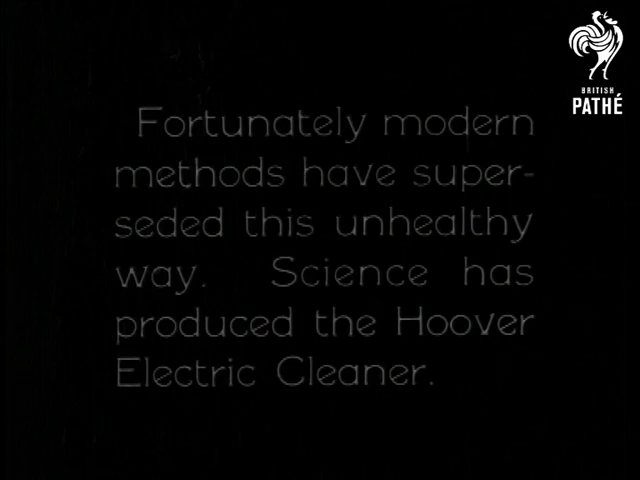 BRITISH
PATHÉ
Fortunately modern
methods have super-
seded this unhealthy
way. Science has
produced the Hoover
Electric Cleaner.